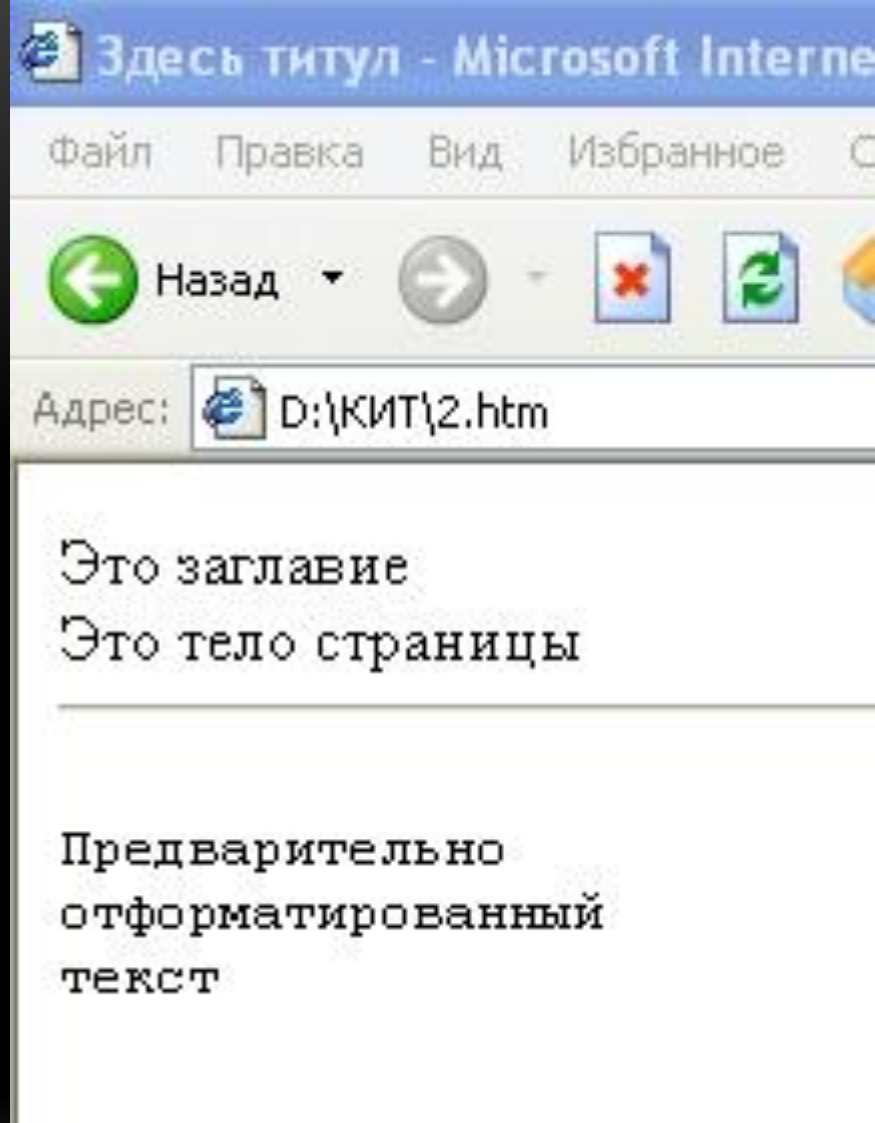 Здесь титул - Microsoft Interne
Файл Правка Вид Избранное С
Назад
Адрес: D:\КИТ\2.htm
Это заглавие
Это тело страницы
Предварительно
отформатированный
текст